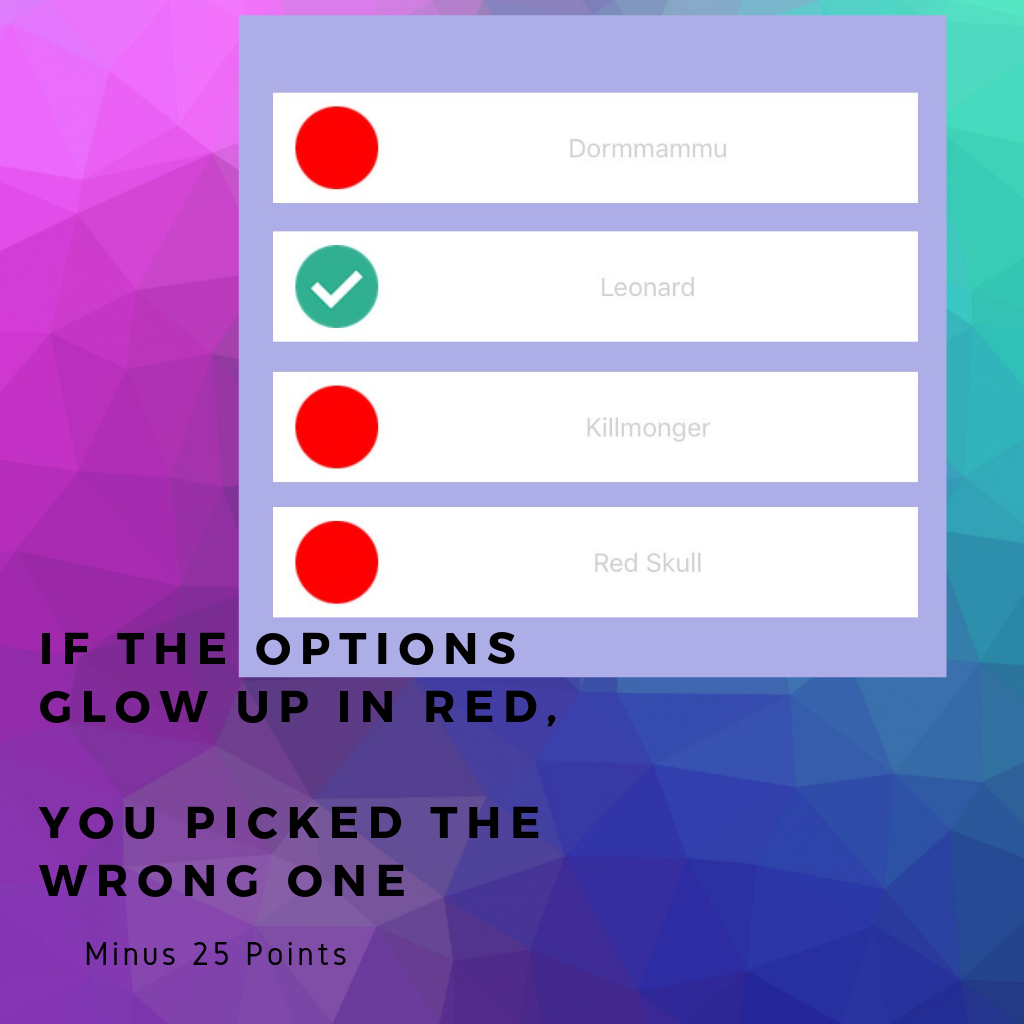 Dormmammu
Leonard
Killmonger
Red Skull
IF THE OPTIONS
GLOW UP IN RED,
YOU PICKED THE
WRONG ONE
Minus 25 Points